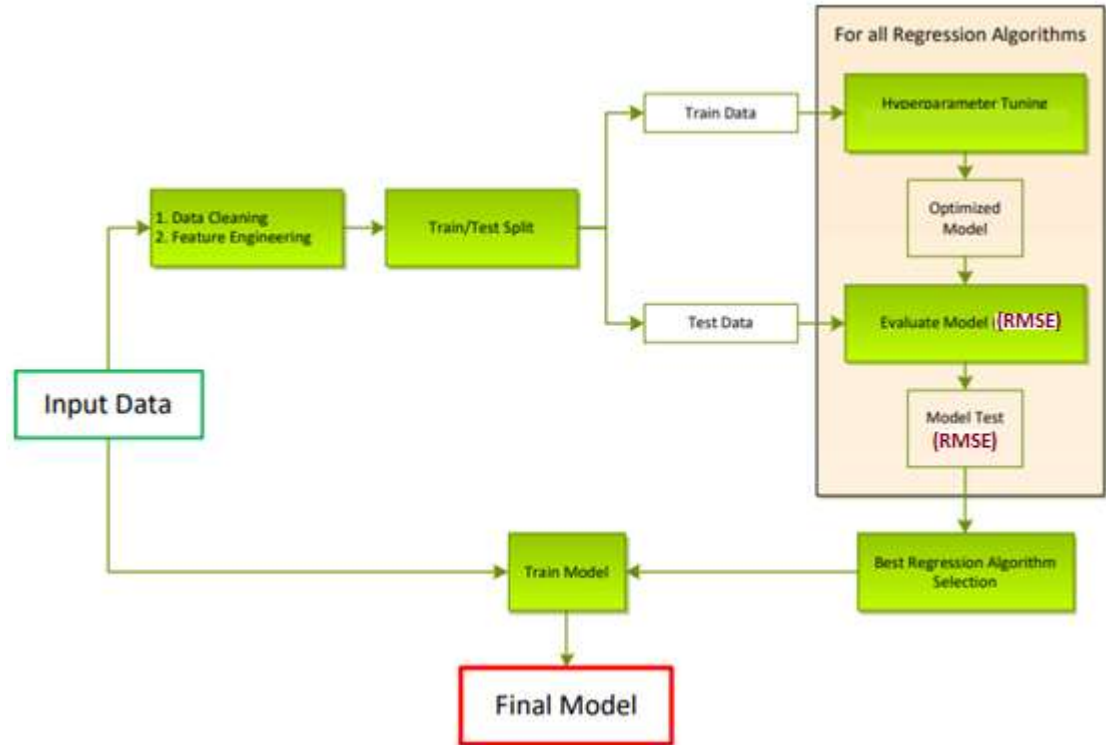 For all Regression Algorithms
Train Data
Hyperparameter Tuning
1. Data Cleaning
2. Feature Engineering
Train/Test Split
Optimized
Model
Test Data
Evaluate Model (RMSE)
Input Data
Model Test
(RMSE)
Train Model
Best Regression Algorithm
Selection
Final Model